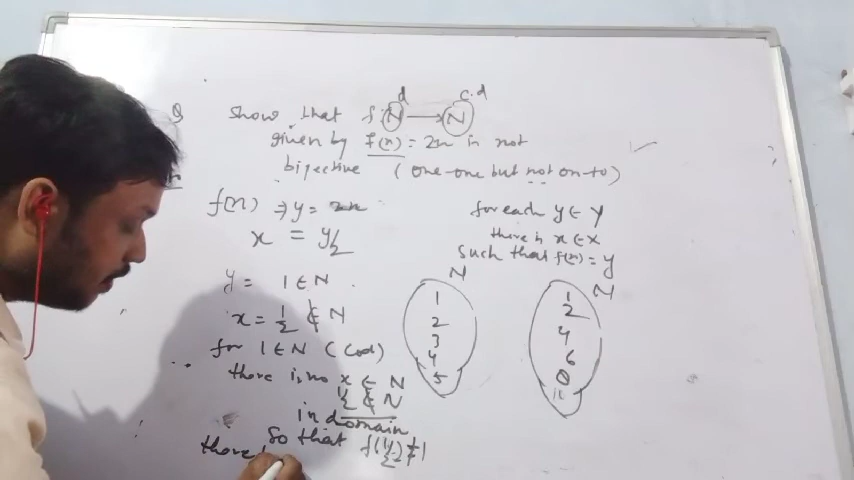 Q Show that f: N → N
d c.d
given by f(x) = 2x is not
bijective (one-one but not on-to)
f(x) ⇒ y = 2x
x = y/2
y = 1 ∈ N
x = 1/2 ∉ N
for 1 ∈ N (Cod)
there is no x ∈ N
1/2 ∉ N
in domain
So that f(1/2) ≠ 1
there
for each y ∈ Y
there is x ∈ X
such that f(x) = y
N
1
2
3
4
5
N
1
2
4
6
8